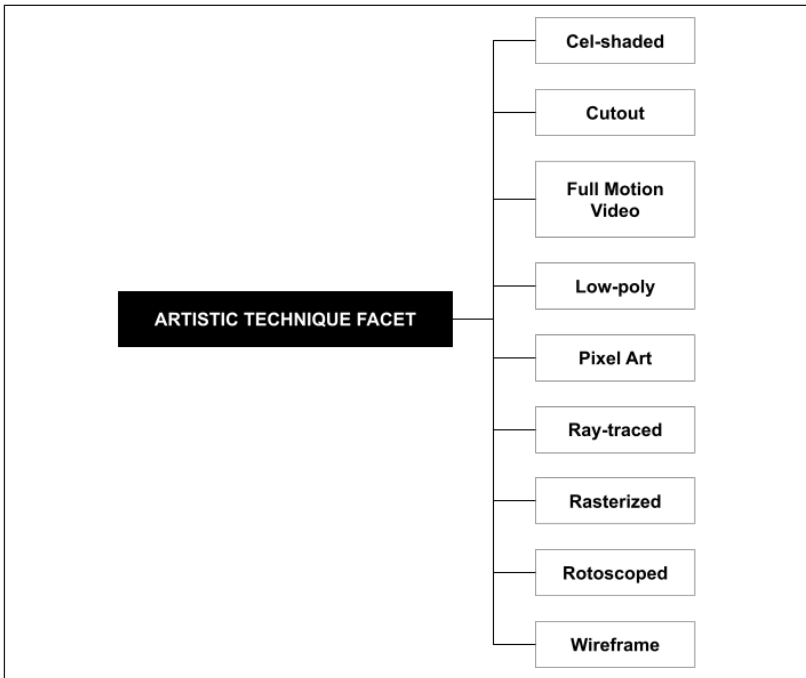 Cel-shaded
Cutout
Full Motion
Video
Low-poly
ARTISTIC TECHNIQUE FACET
Pixel Art
Ray-traced
Rasterized
Rotoscoped
Wireframe